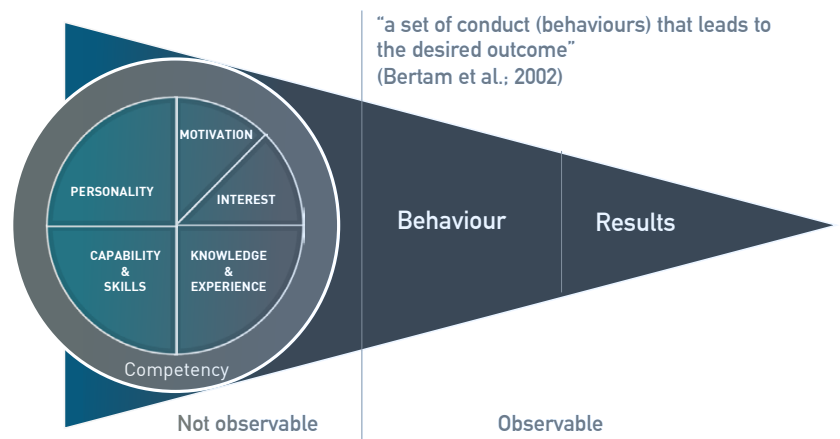 “a set of conduct (behaviours) that leads to
the desired outcome”
(Bertam et al.; 2002)
MOTIVATION
PERSONALITY
INTEREST
Behaviour
Results
CAPABILITY
&
SKILLS
KNOWLEDGE
&
EXPERIENCE
Competency
Not observable
Observable